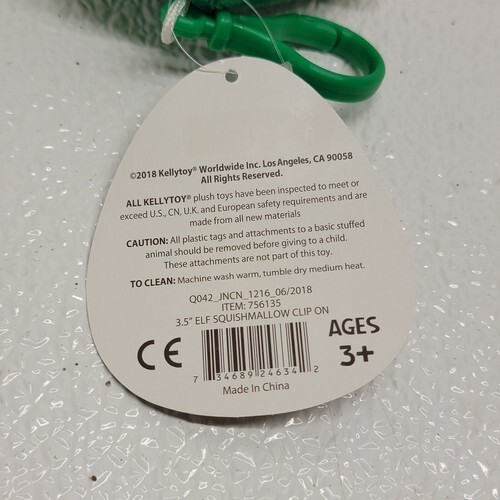 ©2018 Kellytoy® Worldwide Inc. Los Angeles, CA 90058
All Rights Reserved.
ALL KELLYTOY® plush toys have been inspected to meet or
exceed U.S., CN, U.K. and European safety requirements and are
made from all new materials
CAUTION: All plastic tags and attachments to a basic stuffed
animal should be removed before giving to a child.
These attachments are not part of this toy.
TO CLEAN: Machine wash warm, tumble dry medium heat.
Q042_JNCN_1216_06/2018
ITEM: 756135
3.5" ELF SQUISHMALLOW CLIP ON
CE
AGES
3+
7 34689 24634 2
Made In China